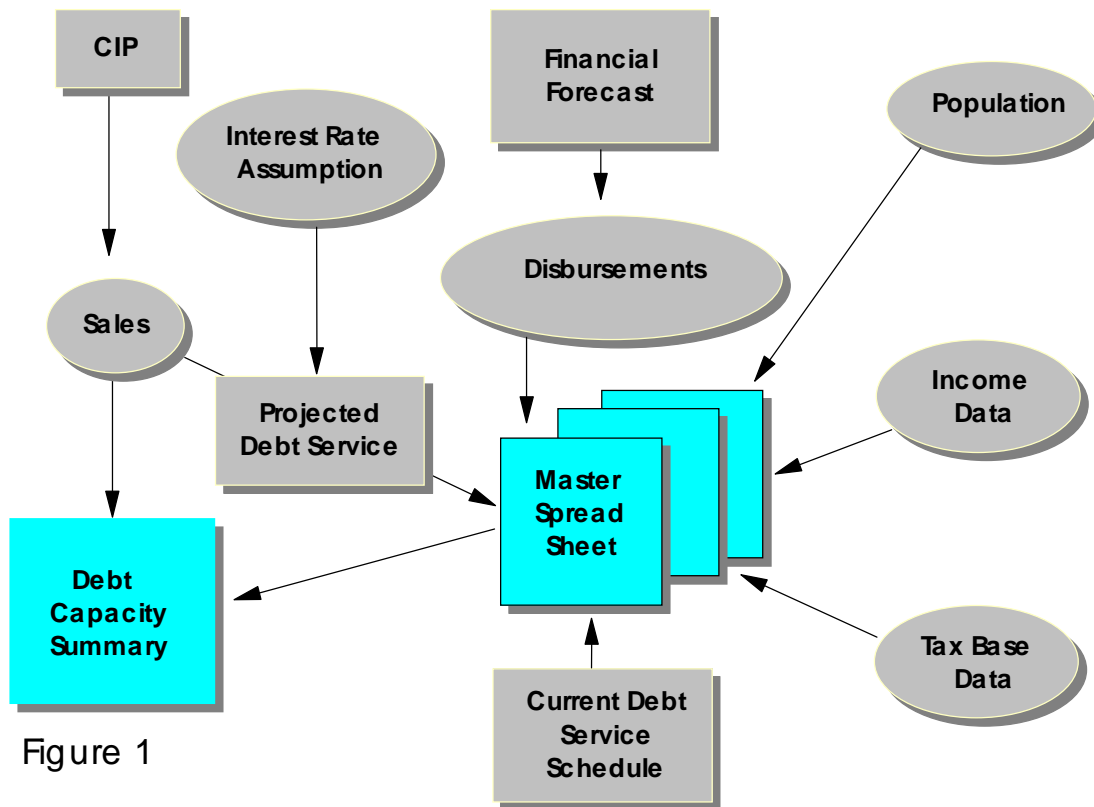 CIP
Financial
Forecast
Population
Interest Rate
Assumption
Disbursements
Sales
Income
Data
Projected
Debt Service
Master
Spread
Sheet
Debt
Capacity
Summary
Tax Base
Data
Current Debt
Service
Schedule
Figure 1